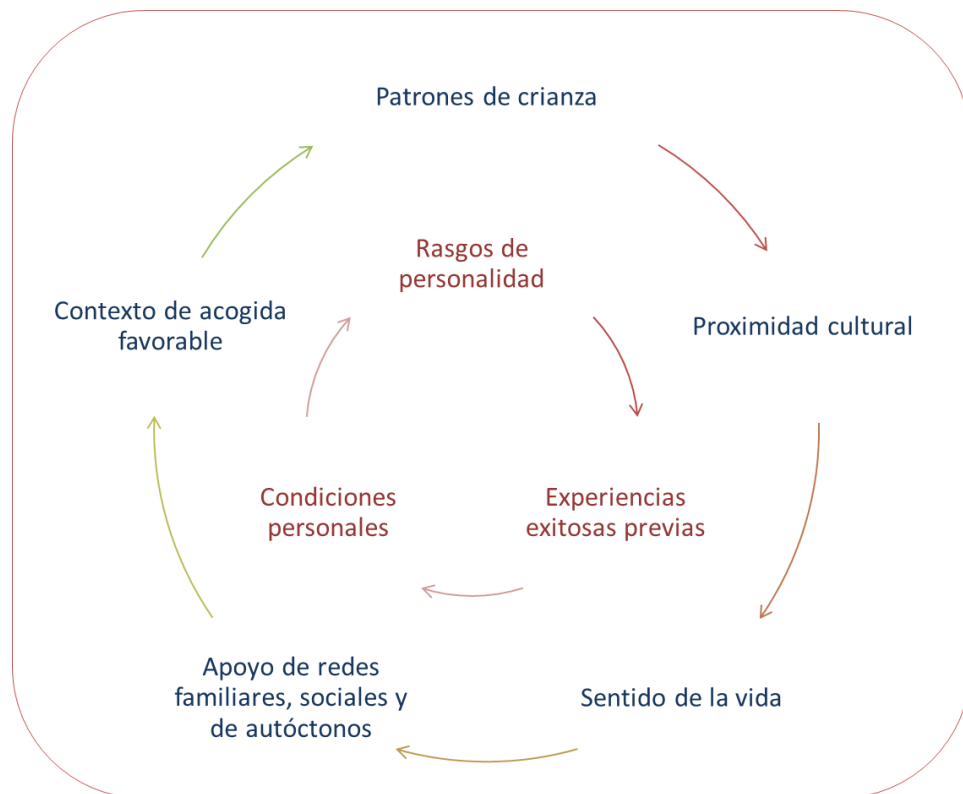 Patrones de crianza
Rasgos de
personalidad
Contexto de acogida
favorable
Proximidad cultural
Condiciones
personales
Experiencias
exitosas previas
Apoyo de redes
familiares, sociales y
de autóctonos
Sentido de la vida